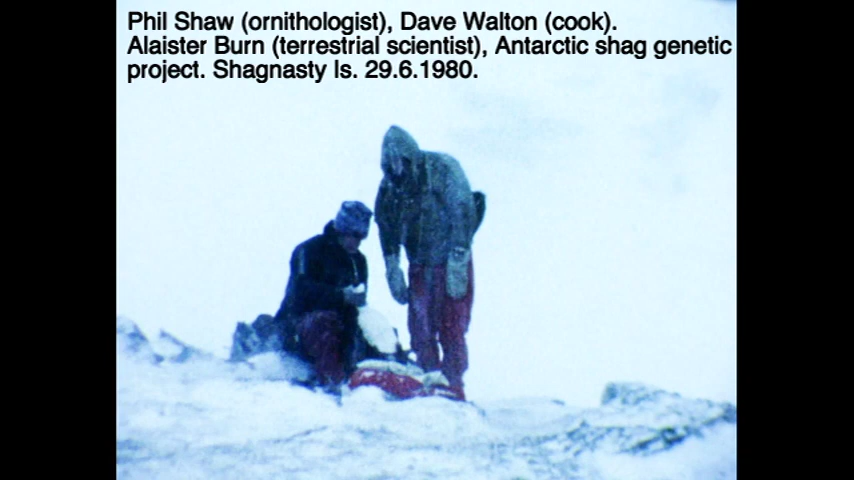 Phil Shaw (ornithologist), Dave Walton (cook).
Alaister Burn (terrestrial scientist), Antarctic shag genetic
project. Shagnasty Is. 29.6.1980.